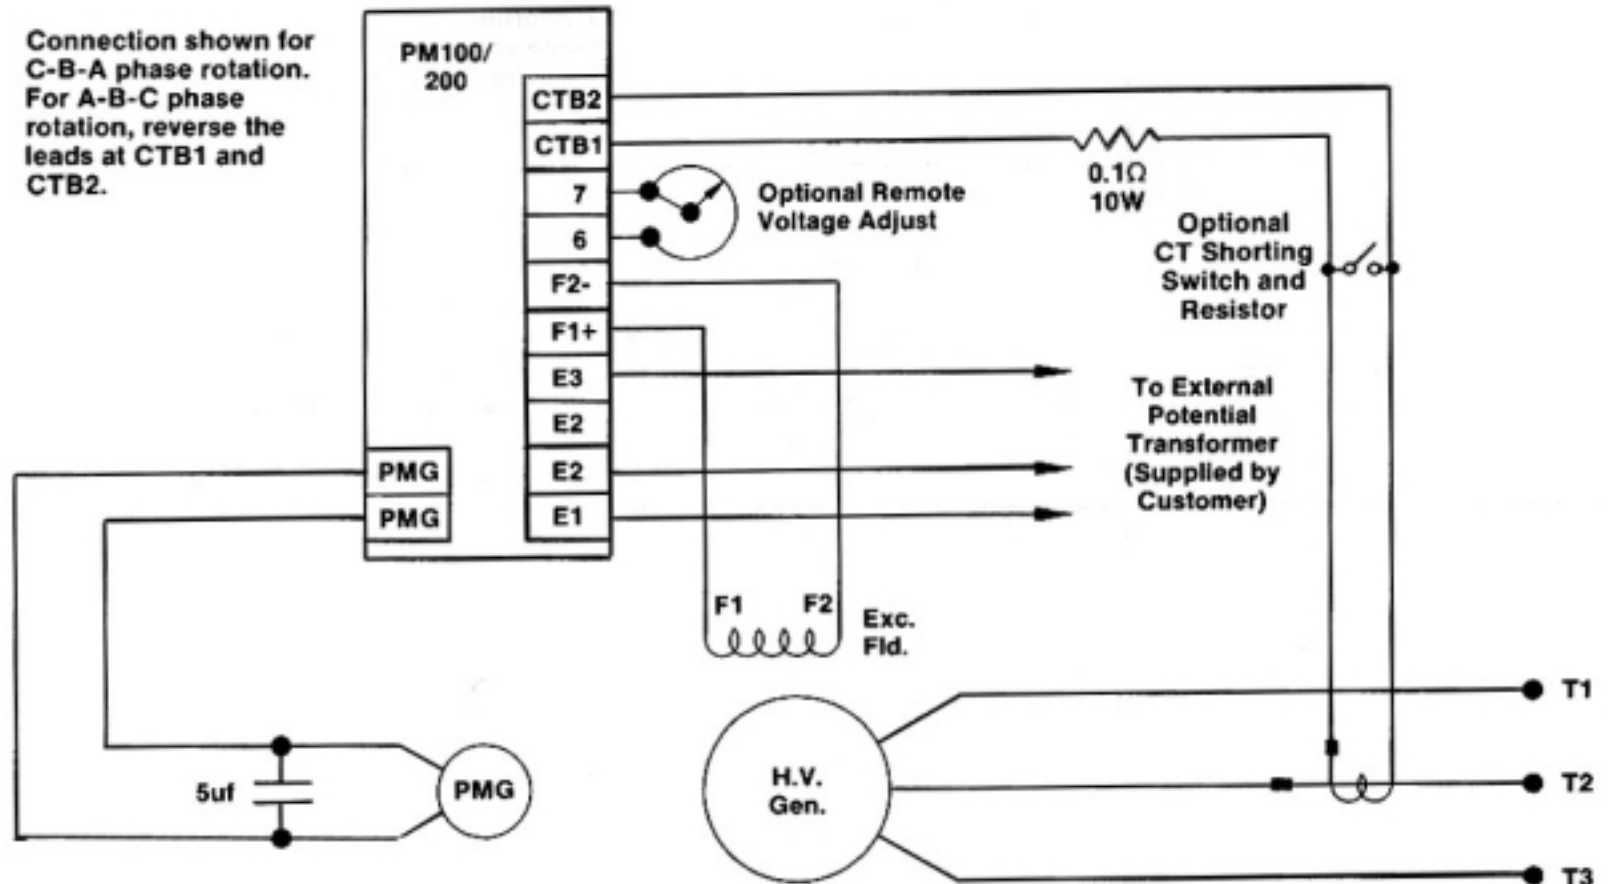 Connection shown for
C-B-A phase rotation.
For A-B-C phase
rotation, reverse the
leads at CTB1 and
CTB2.
PM100/
200
CTB2
CTB1
7
6
F2-
F1+
E3
E2
E2
E1
PMG
PMG
Optional Remote
Voltage Adjust
0.1Ω
10W
Optional
CT Shorting
Switch and
Resistor
To External
Potential
Transformer
(Supplied by
Customer)
F1
F2
Exc.
Fld.
5uf
PMG
H.V.
Gen.
T1
T2
T3